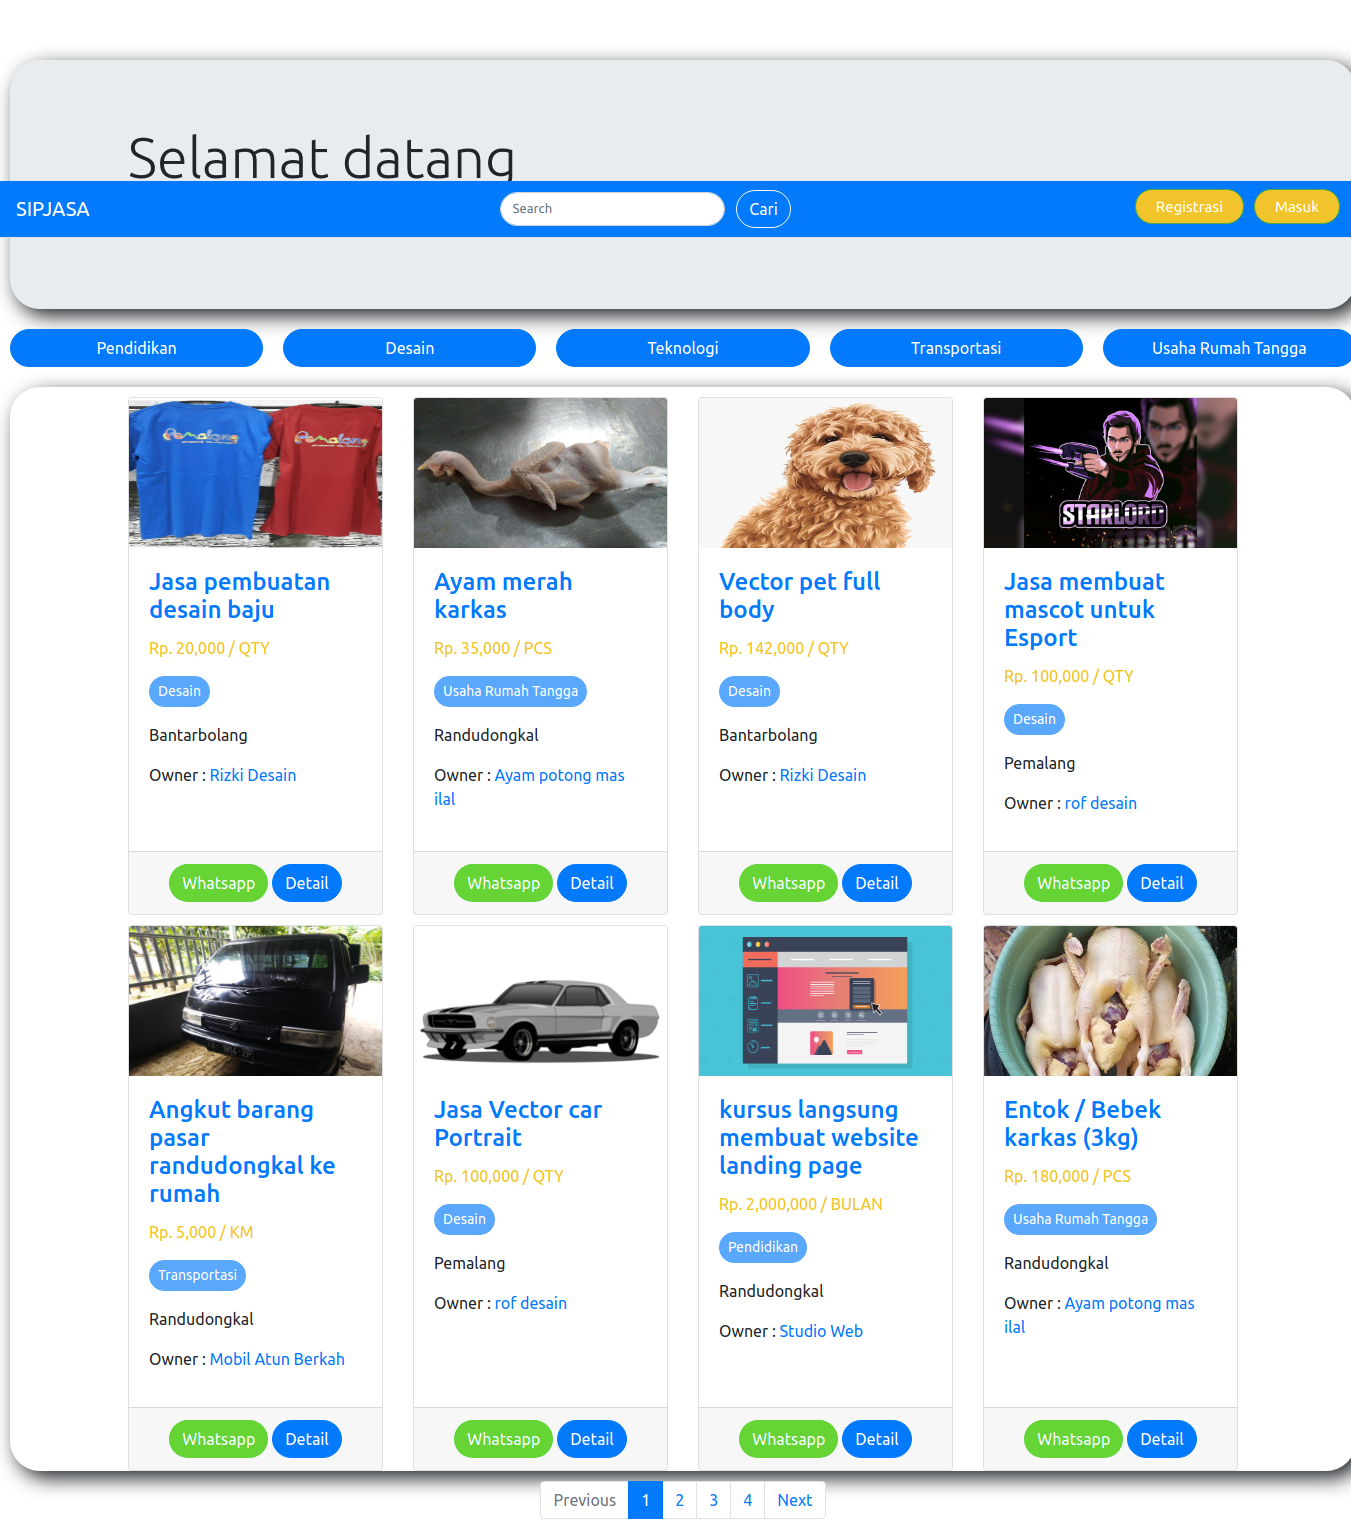 Selamat datang
SIPJASA
Search
Cari
Registrasi
Masuk
Pendidikan
Desain
Teknologi
Transportasi
Usaha Rumah Tangga
Pemalang
Pemalang
Jasa pembuatan
desain baju
Rp. 20,000 / QTY
Desain
Bantarbolang
Owner : Rizki Desain
Whatsapp
Detail
Ayam merah
karkas
Rp. 35,000 / PCS
Usaha Rumah Tangga
Randudongkal
Owner : Ayam potong mas
ilal
Whatsapp
Detail
Vector pet full
body
Rp. 142,000 / QTY
Desain
Bantarbolang
Owner : Rizki Desain
Whatsapp
Detail
STARLORD
Jasa membuat
mascot untuk
Esport
Rp. 100,000 / QTY
Desain
Pemalang
Owner : rof desain
Whatsapp
Detail
Angkut barang
pasar
randudongkal ke
rumah
Rp. 5,000 / KM
Transportasi
Randudongkal
Owner : Mobil Atun Berkah
Whatsapp
Detail
Jasa Vector car
Portrait
Rp. 100,000 / QTY
Desain
Pemalang
Owner : rof desain
Whatsapp
Detail
kursus langsung
membuat website
landing page
Rp. 2,000,000 / BULAN
Pendidikan
Randudongkal
Owner : Studio Web
Whatsapp
Detail
Entok / Bebek
karkas (3kg)
Rp. 180,000 / PCS
Usaha Rumah Tangga
Randudongkal
Owner : Ayam potong mas
ilal
Whatsapp
Detail
Previous
1
2
3
4
Next